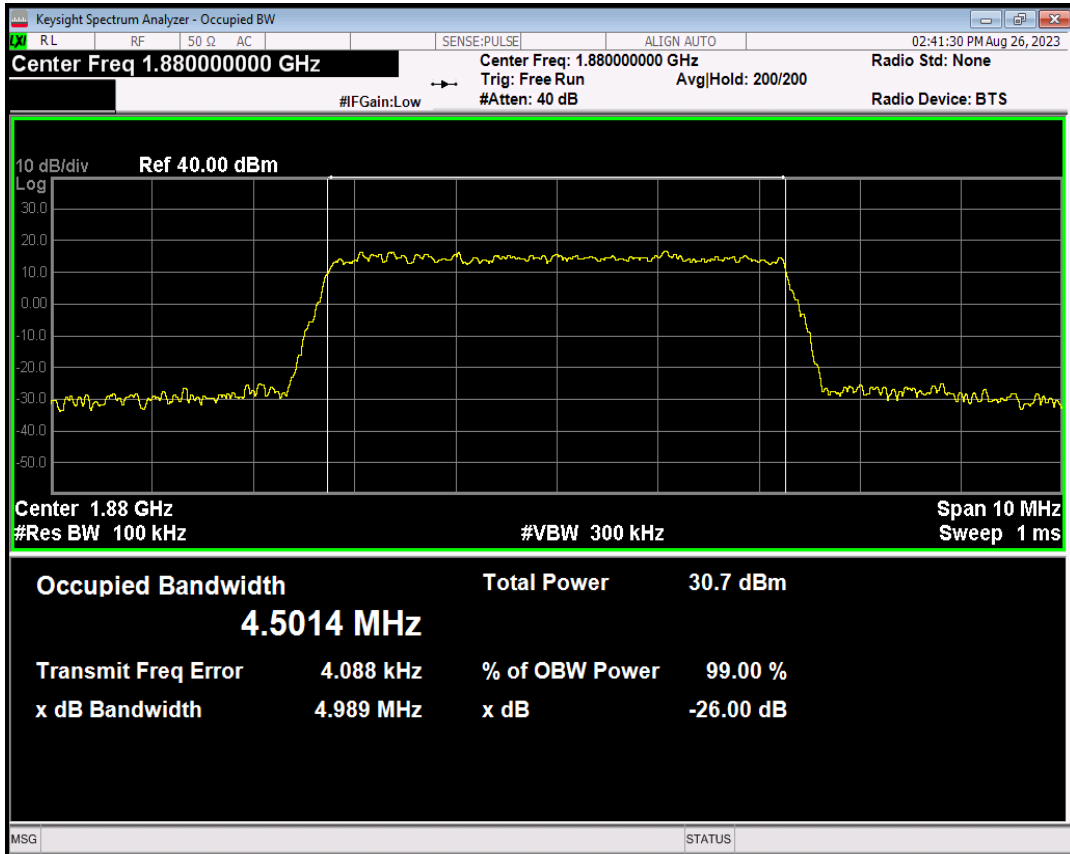 Keysight Spectrum Analyzer - Occupied BW
LXI RL RF 50 Ω AC SENSE:PULSE ALIGN AUTO 02:41:30 PM Aug 26, 2023
Center Freq 1.880000000 GHz Center Freq: 1.880000000 GHz Radio Std: None
Trig: Free Run Avg|Hold: 200/200
#IFGain:Low #Atten: 40 dB Radio Device: BTS
10 dB/div Ref 40.00 dBm
Log
30.0
20.0
10.0
0.00
-10.0
-20.0
-30.0
-40.0
-50.0
Center 1.88 GHz Span 10 MHz
#Res BW 100 kHz #VBW 300 kHz Sweep 1 ms
Occupied Bandwidth Total Power 30.7 dBm
4.5014 MHz
Transmit Freq Error 4.088 kHz % of OBW Power 99.00 %
x dB Bandwidth 4.989 MHz x dB -26.00 dB
MSG STATUS